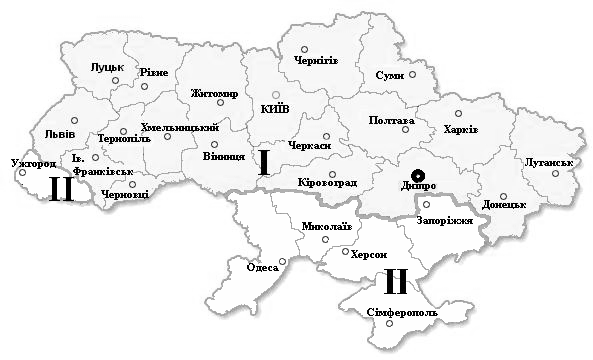 Чернігів
Луцьк
Рівне
Суми
Житомир
КИЇВ
Полтава
Харків
Львів
Хмельницький
Тернопіль
Черкаси
Вінниця
I
Ужгород
Ів.
Франківськ
Луганськ
Кіровоград
Дніпро
II
Черновці
Донецьк
Запоріжжя
Миколаїв
Херсон
Одеса
II
Сімферополь